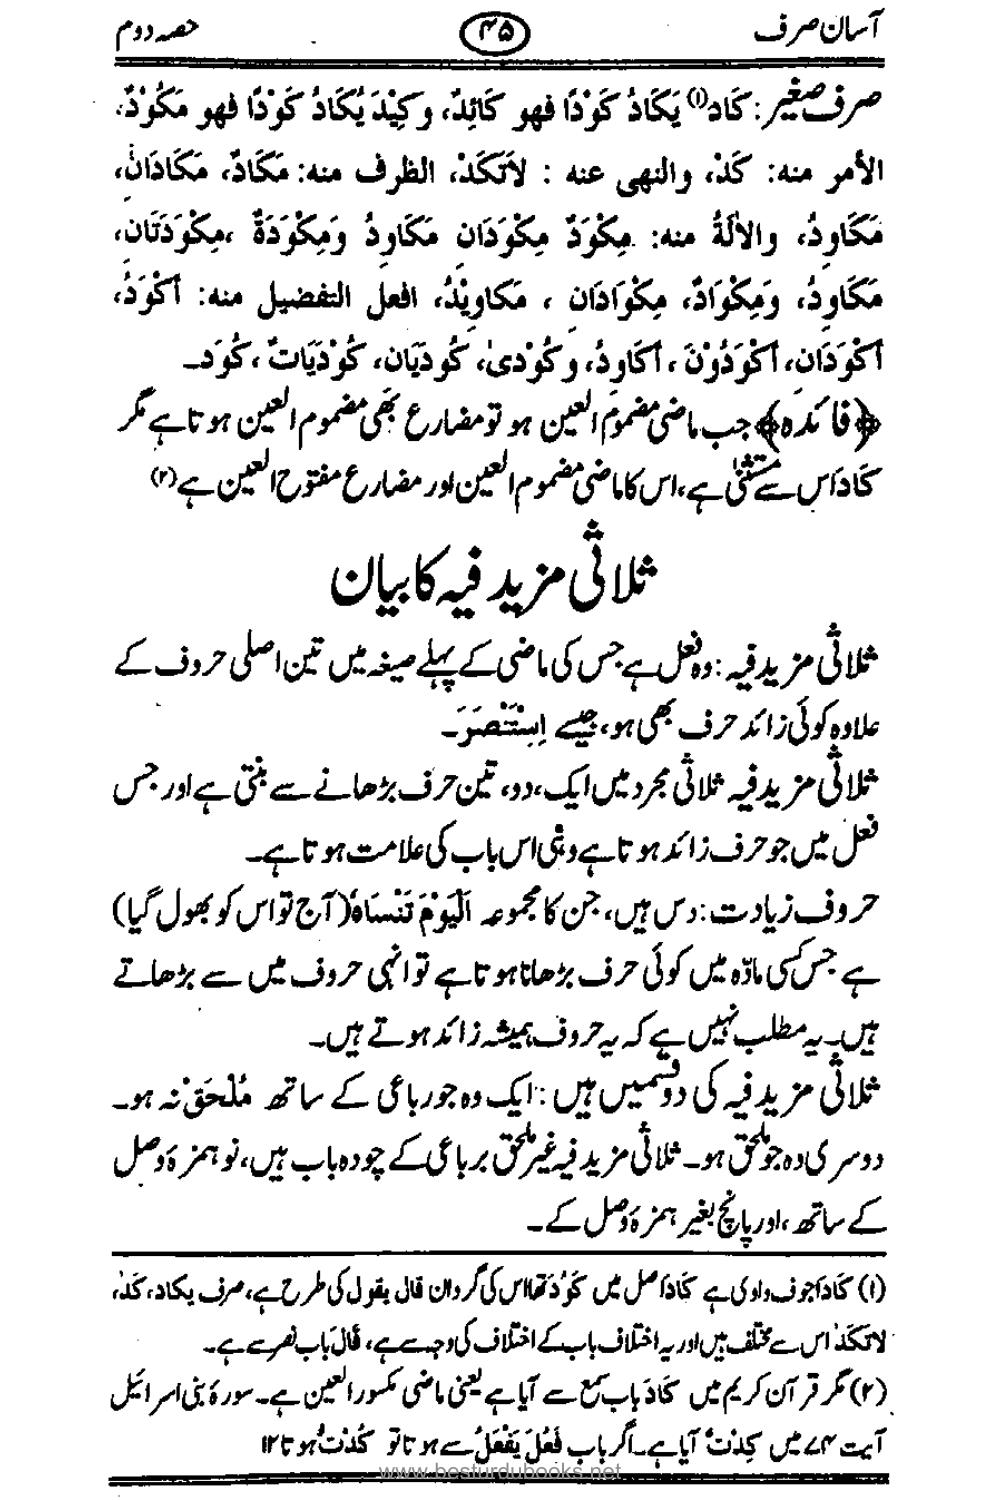 آسان صرف
۴۵
حصہ دوم
صرف صغیر: کَادَ(۱) یَکَادُ کَوْدًا فهو کَائِدٌ، و کِیْدَ یُکَادُ کَوْدًا فهو مَکُوْدٌ،
الأمر منه: کَدْ، والنهی عنه : لاَتَکَدْ، الظرف منه: مَکَادٌ، مَکَادَانِ،
مَکَاوِدُ، والألَةُ منه: مِکْوَدٌ مِکْوَدَانِ مَکَاوِدُ وَمِکْوَدَةٌ ،مِکْوَدَتَانِ،
مَکَاوِدُ، وَمِکْوَادٌ، مِکْوَادَانِ ، مَکَاوِیْدُ، افعل التفضیل منه: اَکْوَدُ،
اَکْوَدَانِ، اَکْوَدُوْنَ ، اَکَاوِدُ، و کُوْدیٰ، کُوْدَیَانِ، کُوْدَیَاتٌ ، کُوَدٌ۔
﴿فائدہ﴾ جب ماضی مضموم العین ہو تو مضارع بھی مضموم العین ہوتا ہے مگر
کَادَ اس سے مستثنیٰ ہے، اس کا ماضی مضموم العین اور مضارع مفتوح العین ہے(۲)
ثلاثی مزید فیہ کا بیان
ثلاثی مزید فیہ: وہ فعل ہے جس کی ماضی کے پہلے صیغہ میں تین اصلی حروف کے
علاوہ کوئی زائد حرف بھی ہو، جیسے اِسْتَنْصَرَ۔
ثلاثی مزید فیہ ثلاثی مجرد میں ایک، دو، تین حرف بڑھانے سے بنتی ہے اور جس
فعل میں جو حرف زائد ہوتا ہے وہی اس باب کی علامت ہوتا ہے۔
حروف زیادت: دس ہیں، جن کا مجموعہ اَلْیَوْمَ تَنْسَاہُ (آج تو اس کو بھول گیا)
ہے جس کسی مادّہ میں کوئی حرف بڑھانا ہوتا ہے تو انہی حروف میں سے بڑھاتے
ہیں۔ یہ مطلب نہیں ہے کہ یہ حروف ہمیشہ زائد ہوتے ہیں۔
ثلاثی مزید فیہ کی دو قسمیں ہیں: ایک وہ جو رباعی کے ساتھ مُلْحَقْ نہ ہو۔
دوسری وہ جو ملحق ہو۔ ثلاثی مزید فیہ غیر ملحق برباعی کے چودہ باب ہیں، نو ہمزۂ وصل
کے ساتھ، اور پانچ بغیر ہمزۂ وصل کے۔
(۱) کَادَ اجوف واوی ہے کَادَ اصل میں کَوُدَ تھا اس کی گردان قال یقول کی طرح ہے، صرف یکاد، کَدْ،
لاتَکَدْ اس سے مختلف ہیں اور یہ اختلاف باب کے اختلاف کی وجہ سے ہے، قَالَ باب نصر سے ہے۔
(۲) مگر قرآن کریم میں کَادَ باب سمع سے آیا ہے یعنی ماضی مکسور العین ہے۔ سورۂ بنی اسرائیل
آیت ۷۴ میں کِدْتَ آیا ہے۔ اگر باب فَعُلَ یَفْعَلُ سے ہوتا تو کُدْتَ ہوتا ۱۲
www.besturdubooks.net